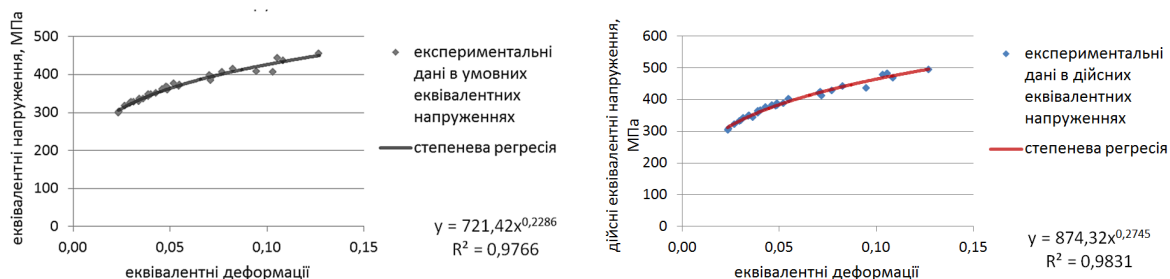 еквівалентні напруження, МПа
500
400
300
200
100
0
0,00
0,05
0,10
0,15
еквівалентні деформації
експериментальні
дані в умовних
еквівалентних
напруженнях
степенева регресія
y = 721,42x^0,2286
R² = 0,9766
дійсні еквівалентні напруження,
МПа
600
500
400
300
200
100
0
0,00
0,05
0,10
0,15
еквівалентні деформації
експериментальні
дані в дійсних
еквівалентних
напруженнях
степенева регресія
y = 874,32x^0,2745
R² = 0,9831